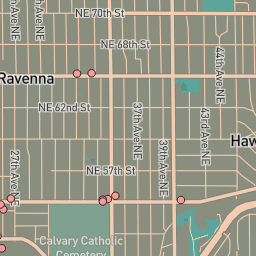 NE 70th St
NE 68th St
44th Ave NE
Ravenna
NE 62nd St
37th Ave NE
43rd Ave NE
Haw
27th Ave NE
39th Ave NE
NE 57th St
Calvary Catholic
Cemetery